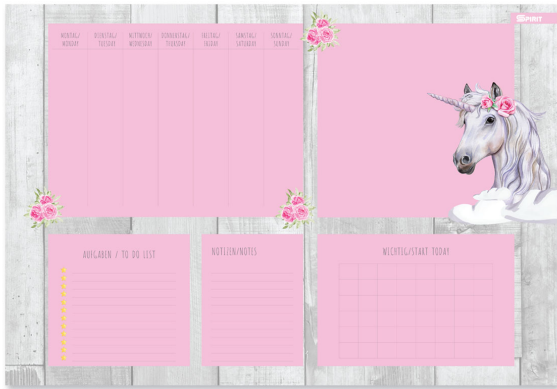 SPIRIT
MONTAG/ DIENSTAG/ MITTWOCH/ DONNERSTAG/ FREITAG/ SAMSTAG/ SONNTAG/
MONDAY TUESDAY WEDNESDAY THURSDAY FRIDAY SATURDAY SUNDAY
AUFGABEN / TO DO LIST
NOTIZEN/NOTES
WICHTIG/START TODAY